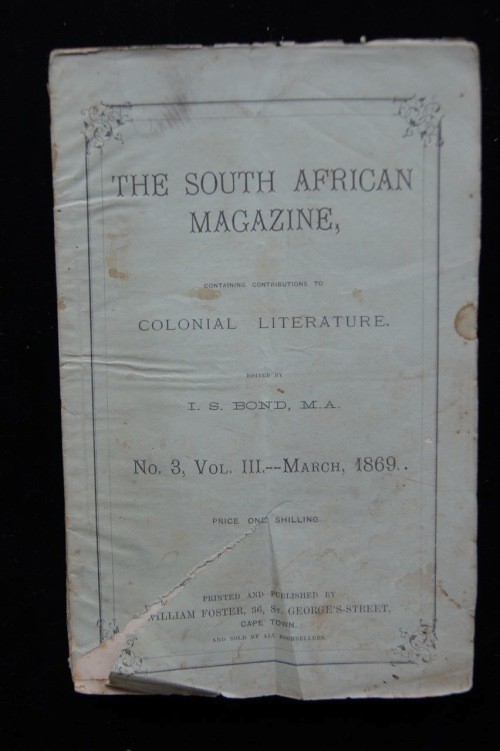 THE SOUTH AFRICAN
MAGAZINE,
CONTAINING CONTRIBUTIONS TO
COLONIAL LITERATURE.
EDITED BY
I. S. BOND, M.A.
No. 3, Vol. III.--March, 1869..
PRICE ONE SHILLING.
PRINTED AND PUBLISHED BY
WILLIAM FOSTER, 36, St. GEORGE'S-STREET,
CAPE TOWN.
AND SOLD BY ALL BOOKSELLERS.